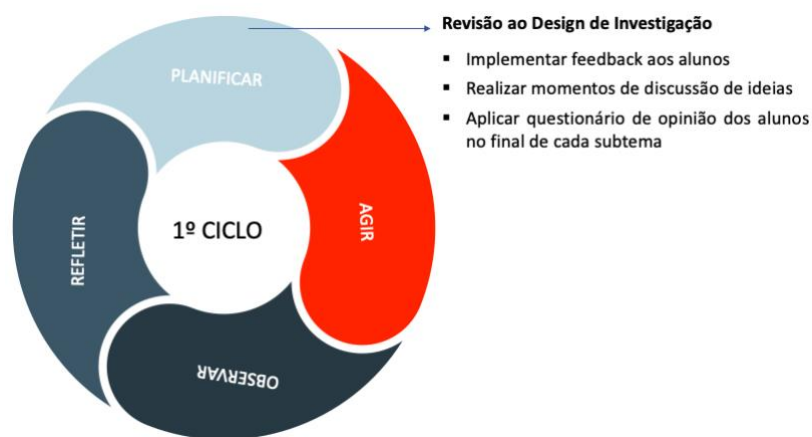 PLANIFICAR
AGIR
OBSERVAR
REFLETIR
1º CICLO
Revisão ao Design de Investigação
▪ Implementar feedback aos alunos
▪ Realizar momentos de discussão de ideias
▪ Aplicar questionário de opinião dos alunos
no final de cada subtema